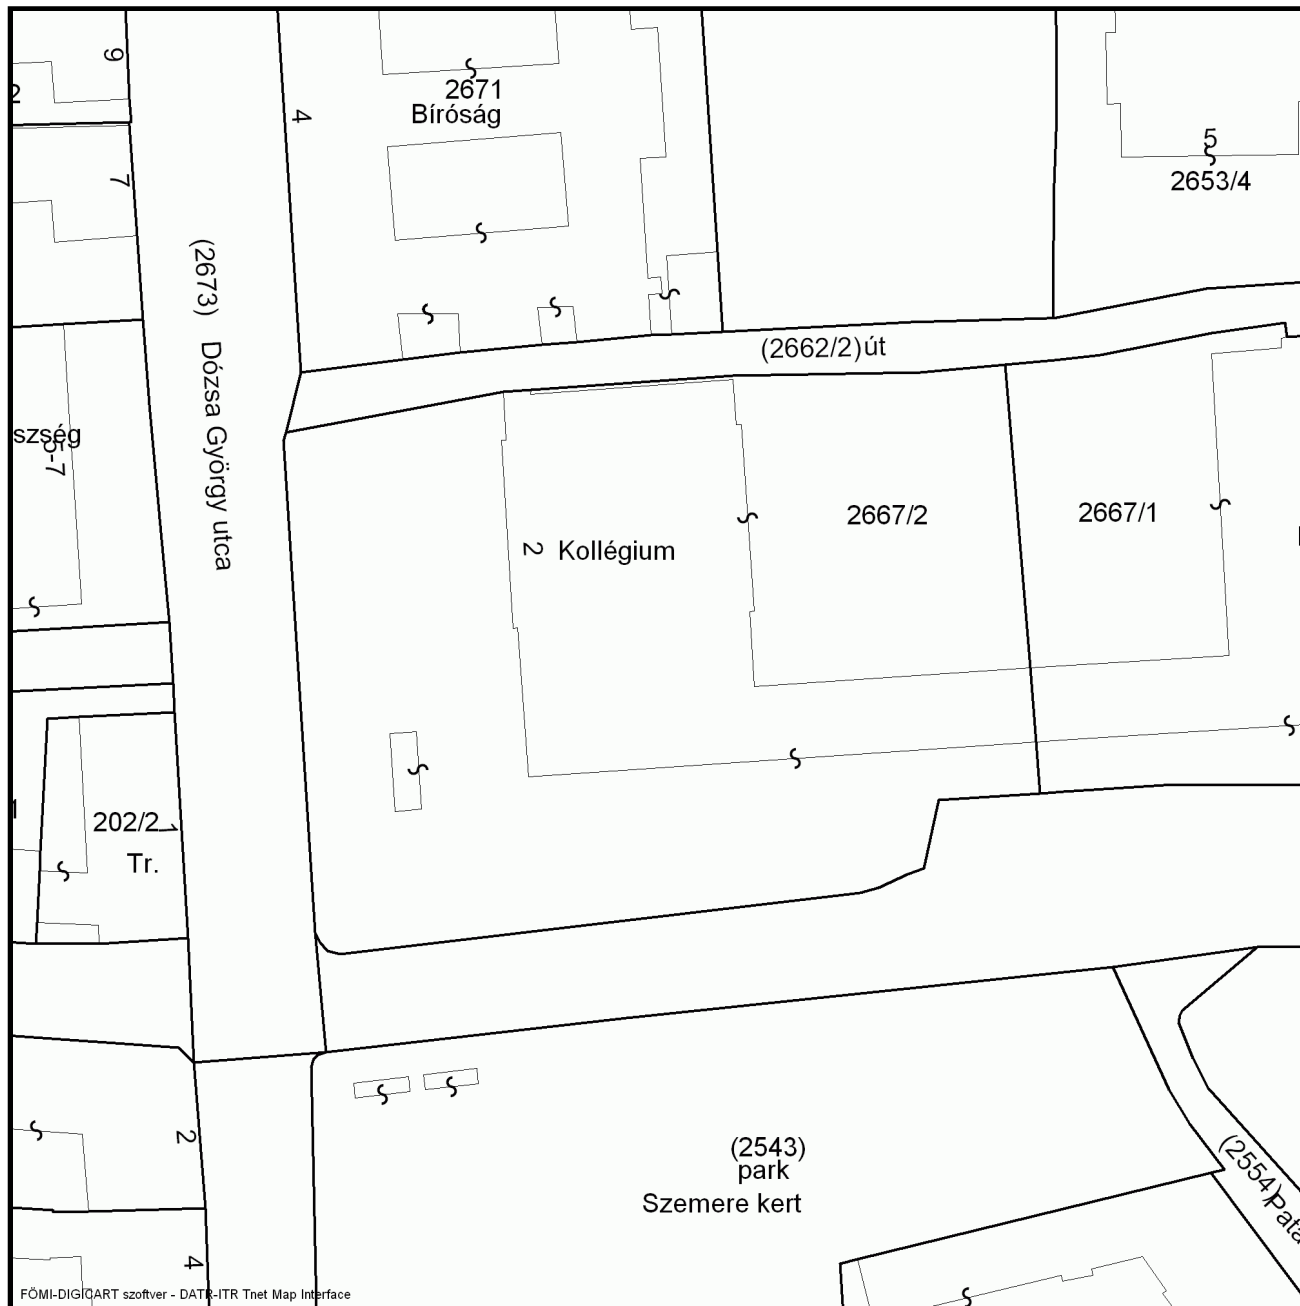 9
2
2671
Bíróság
4
5
2653/4
7
(2673) Dózsa György utca
(2662/2)út
szség
5-7
2 Kollégium
2667/2
2667/1
202/2
1
Tr.
2
(2543)
park
Szemere kert
(2554)
4
FÖMI-DIGICART szoftver - DATR-ITR Tnet Map Interface